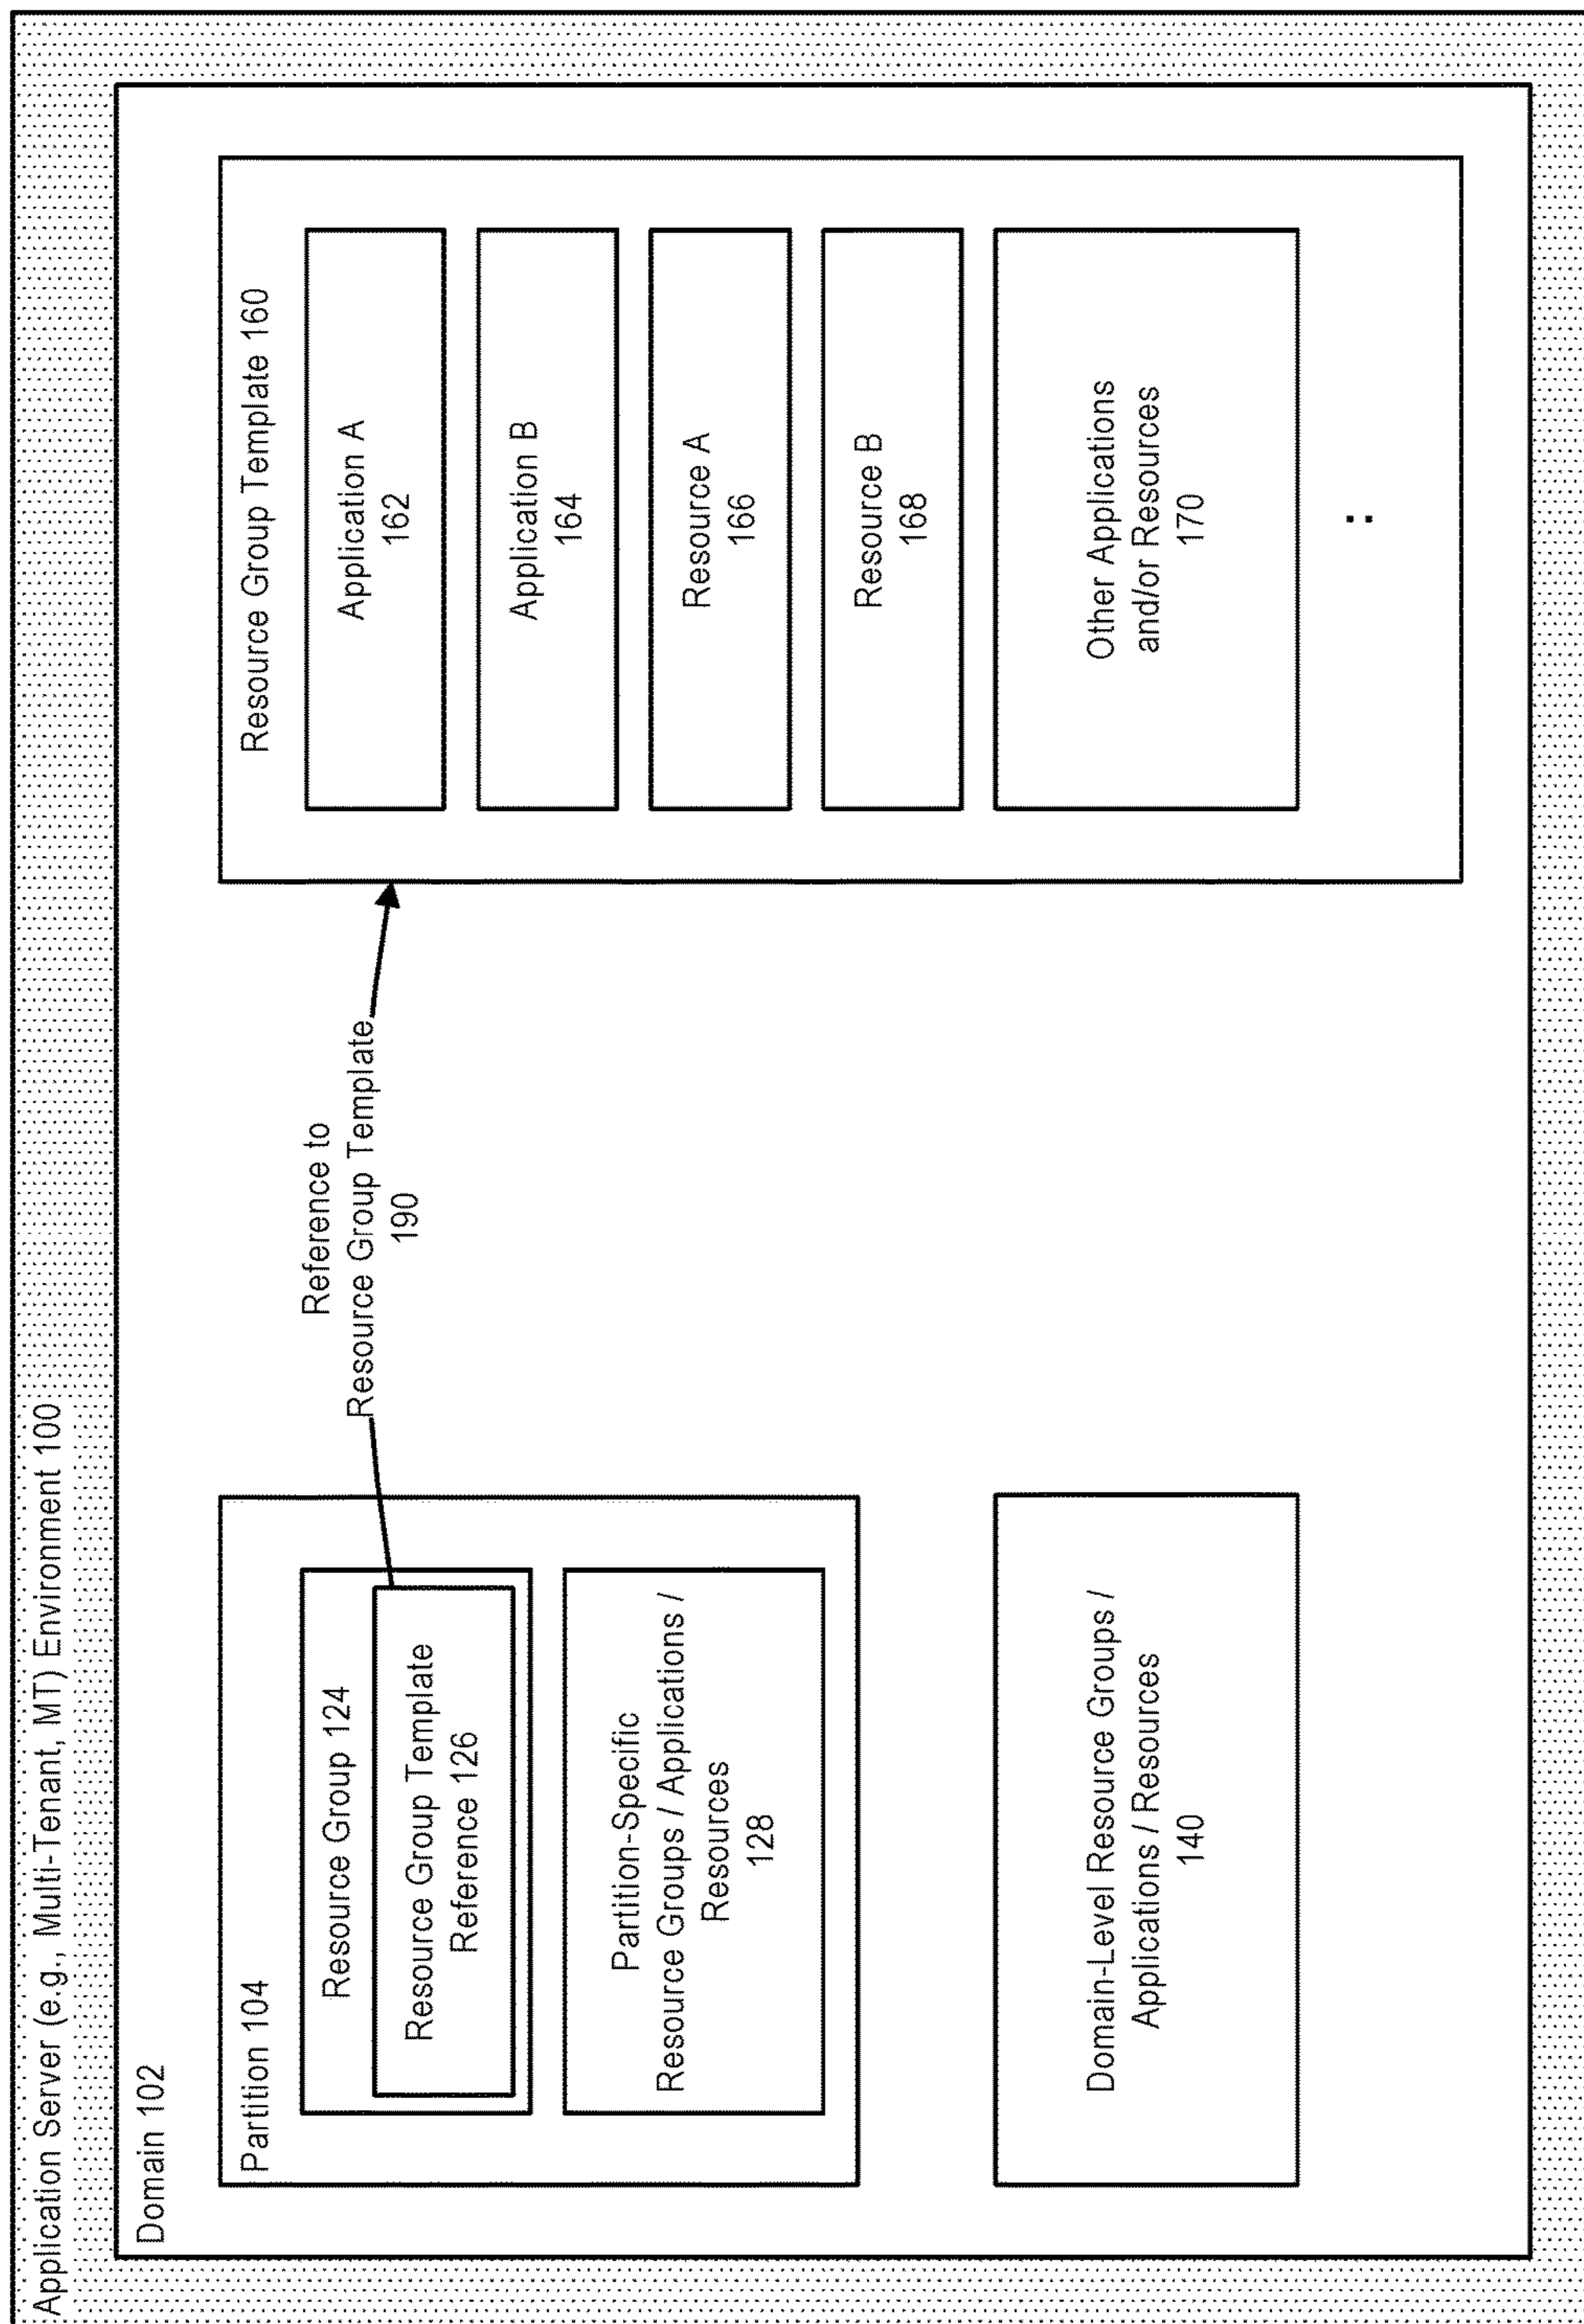 Application Server (e.g., Multi-Tenant, MT) Environment 100
Domain 102
Partition 104
Resource Group 124
Resource Group Template
Reference 126
Partition-Specific
Resource Groups / Applications /
Resources
128
Domain-Level Resource Groups /
Applications / Resources
140
Reference to
Resource Group Template
190
Resource Group Template 160
Application A
162
Application B
164
Resource A
166
Resource B
168
Other Applications
and/or Resources
170